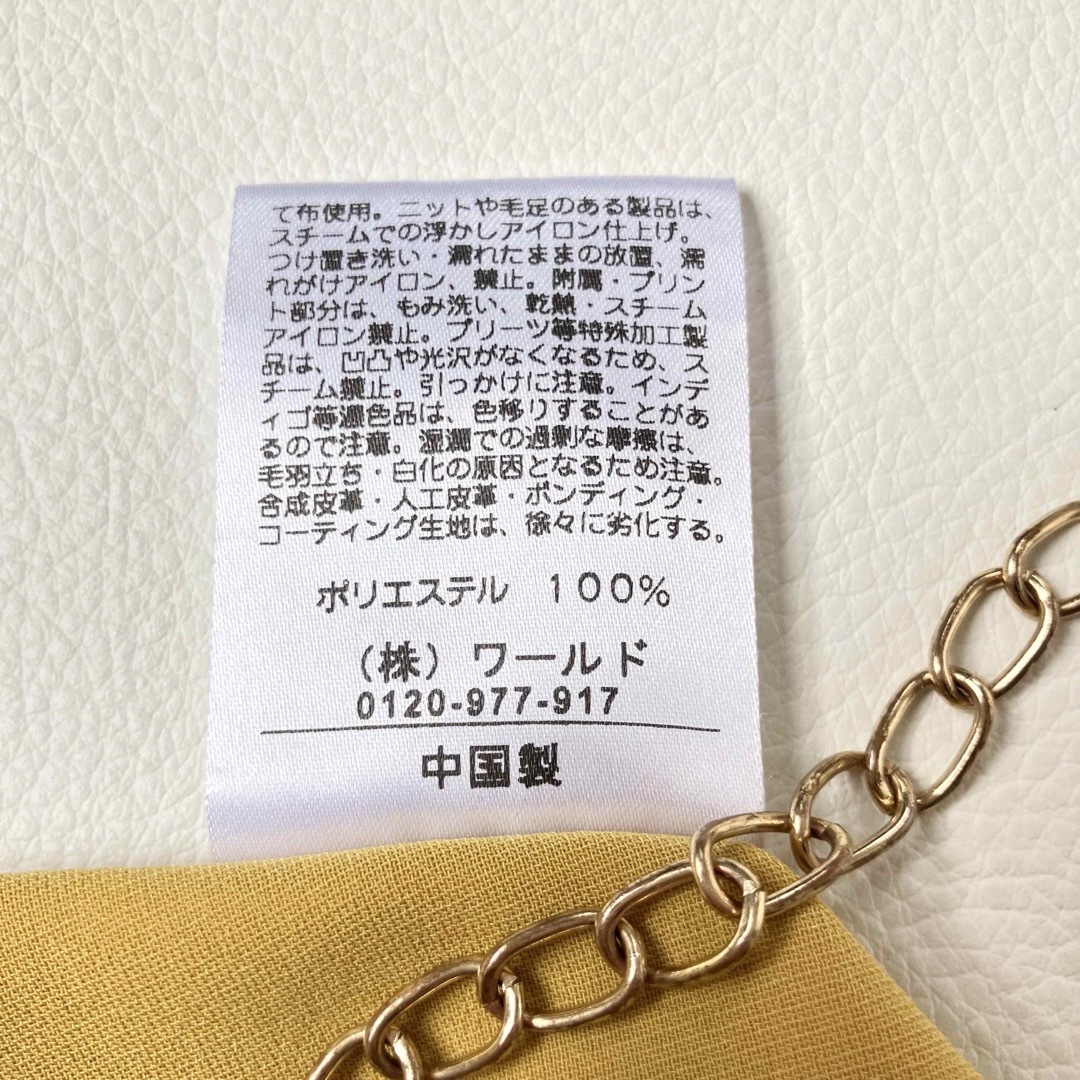 て布使用。ニットや毛足のある製品は、
スチームでの浮かしアイロン仕上げ。
つけ置き洗い・濡れたままの放置、濡
れがけアイロン、禁止。附属・プリン
ト部分は、もみ洗い、乾熱・スチーム
アイロン禁止。プリーツ等特殊加工製
品は、凹凸や光沢がなくなるため、ス
チーム禁止。引っかけに注意。インデ
ィゴ等濃色品は、色移りすることがあ
るので注意。湿潤での過剰な摩擦は、
毛羽立ち・白化の原因となるため注意。
合成皮革・人工皮革・ボンディング・
コーティング生地は、徐々に劣化する。
ポリエステル 100%
（株）ワールド
0120-977-917
中国製